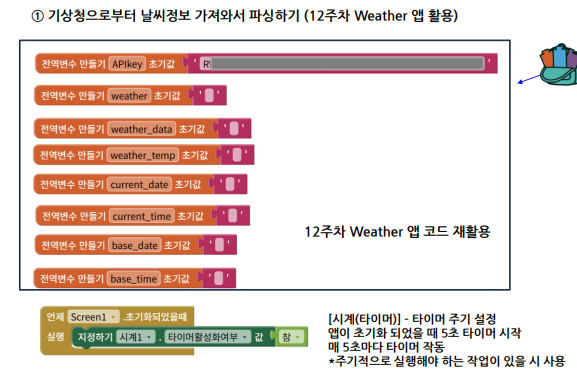 ① 기상청으로부터 날씨정보 가져와서 파싱하기 (12주차 Weather 앱 활용)
전역변수 만들기 APIkey 초기값 ' R
전역변수 만들기 weather 초기값 ' '
전역변수 만들기 weather_data 초기값 ' '
전역변수 만들기 weather_temp 초기값 ' '
전역변수 만들기 current_date 초기값 ' '
전역변수 만들기 current_time 초기값 ' '
12주차 Weather 앱 코드 재활용
전역변수 만들기 base_date 초기값 ' '
전역변수 만들기 base_time 초기값 ' '
언제 Screen1 .초기화되었을때
실행 지정하기 시계1 . 타이머활성화여부 값 참
[시계(타이머)] - 타이머 주기 설정
앱이 초기화 되었을 때 5초 타이머 시작
매 5초마다 타이머 작동
*주기적으로 실행해야 하는 작업이 있을 시 사용